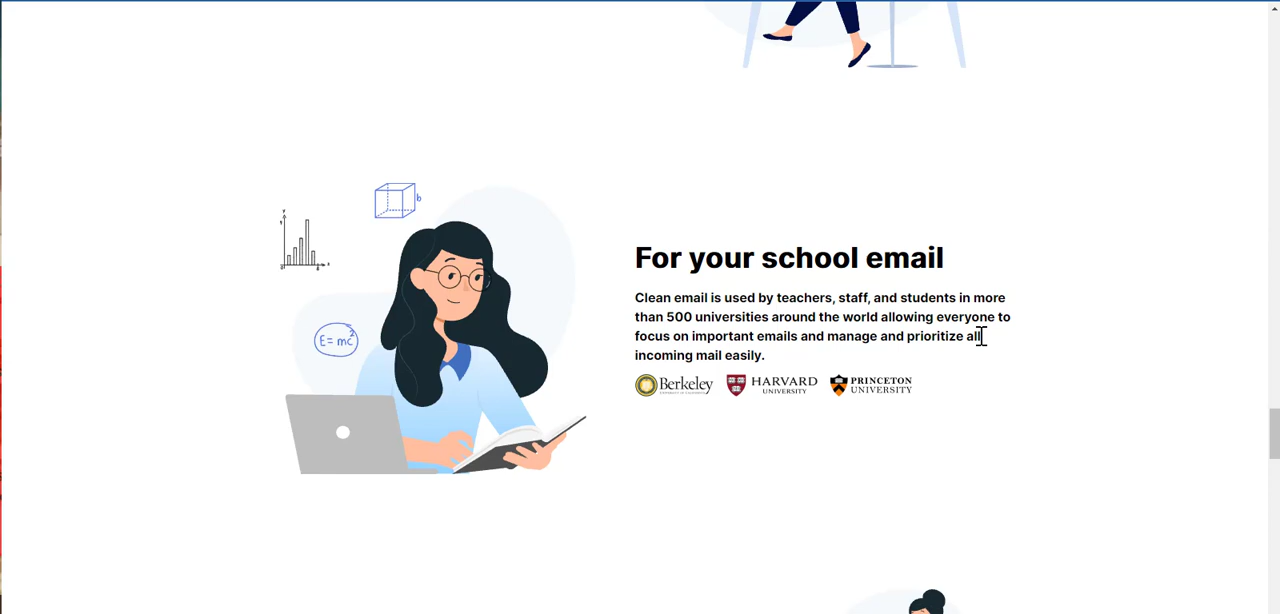 b
E=mc²
For your school email
Clean email is used by teachers, staff, and students in more
than 500 universities around the world allowing everyone to
focus on important emails and manage and prioritize all
incoming mail easily.
Berkeley
HARVARD
UNIVERSITY
PRINCETON
UNIVERSITY